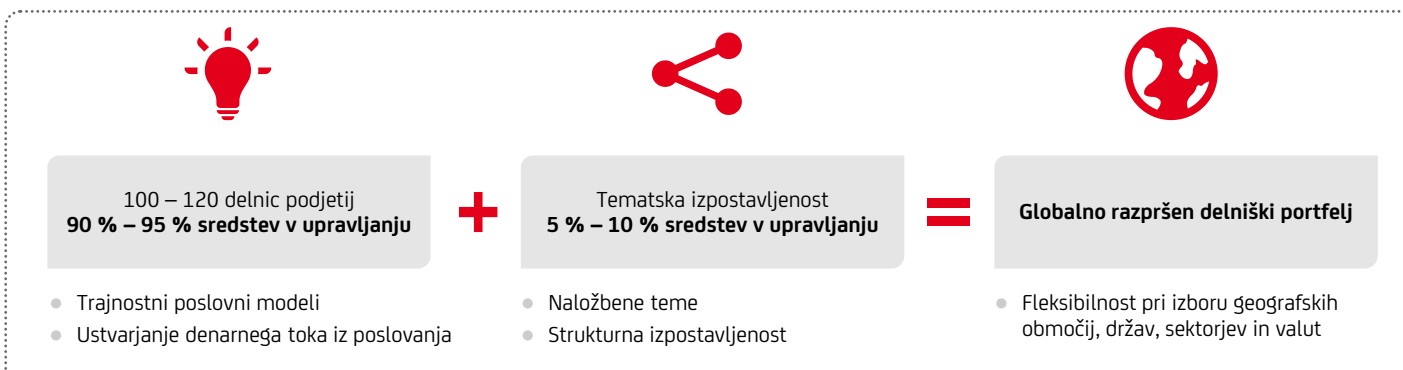 100 – 120 delnic podjetij
90 % – 95 % sredstev v upravljanju
Trajnostni poslovni modeli
Ustvarjanje denarnega toka iz poslovanja
+
Tematska izpostavljenost
5 % – 10 % sredstev v upravljanju
Naložbene teme
Strukturna izpostavljenost
=
Globalno razpršen delniški portfelj
Fleksibilnost pri izboru geografskih
območij, držav, sektorjev in valut